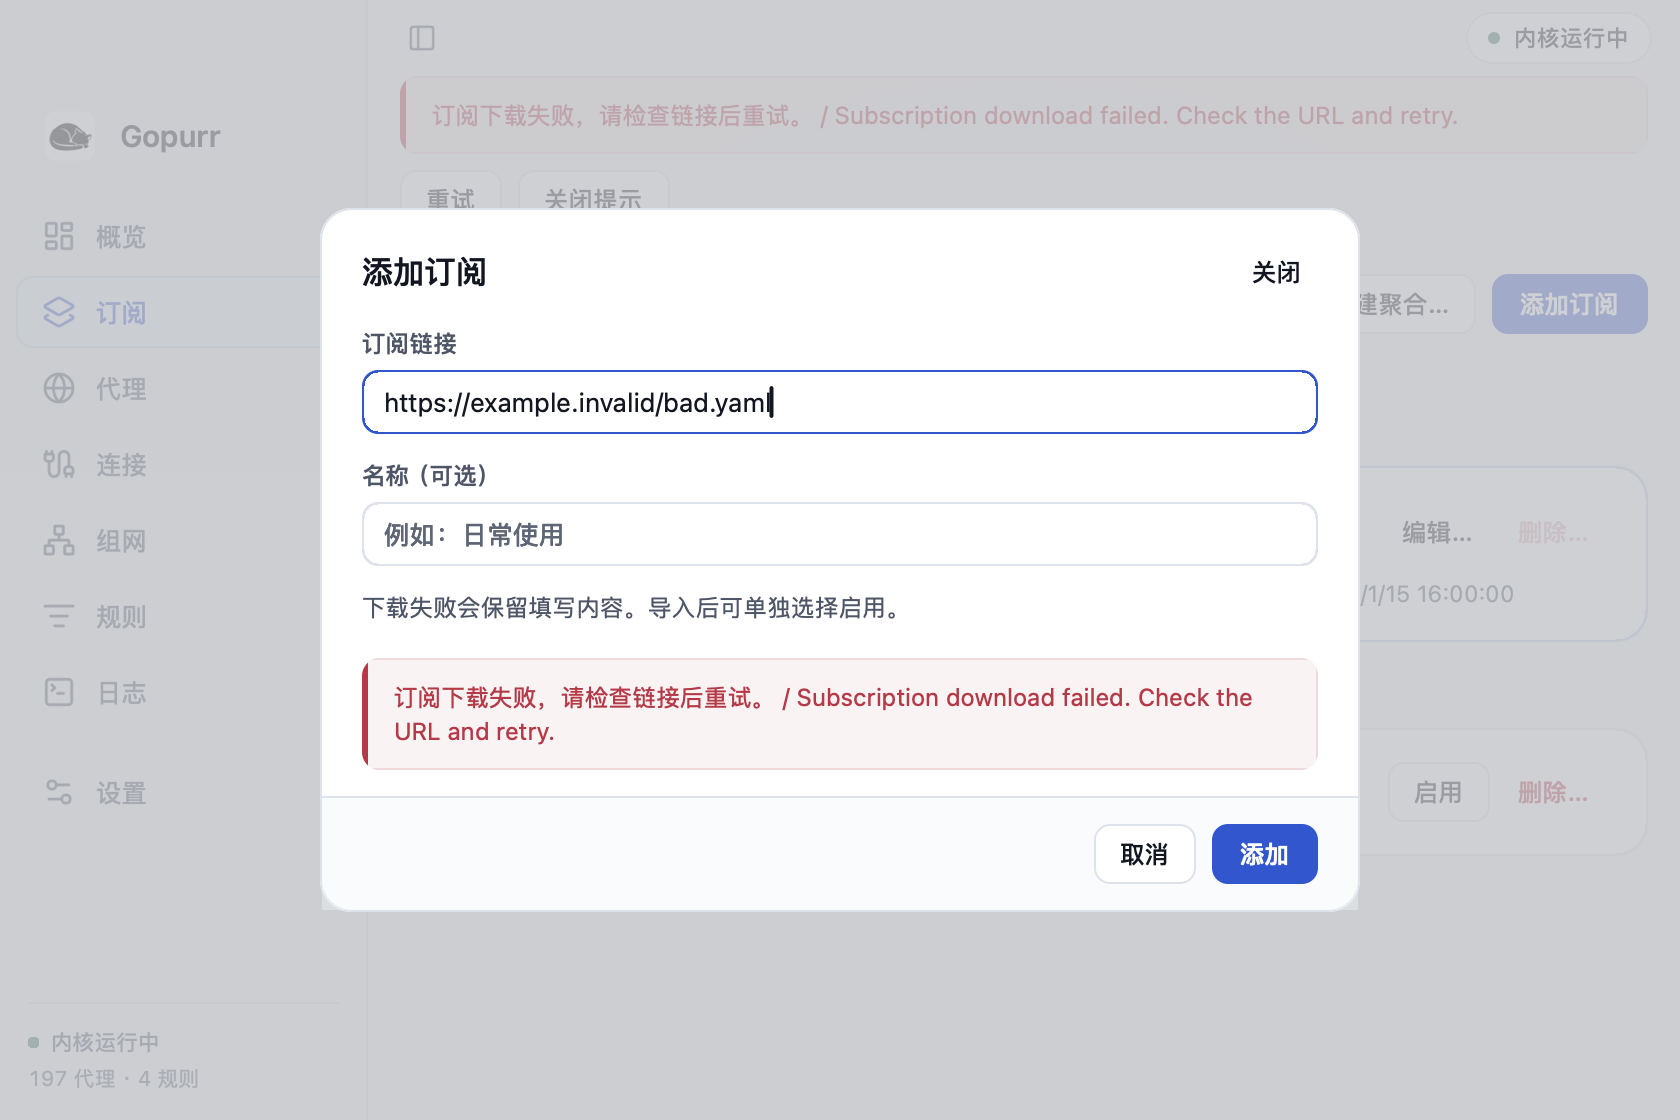 内核运行中
订阅下载失败，请检查链接后重试。 / Subscription download failed. Check the URL and retry.
Gopurr
重试
关闭提示
概览
订阅
代理
连接
组网
规则
日志
设置
建聚合...
添加订阅
添加订阅
关闭
订阅链接
https://example.invalid/bad.yaml
名称（可选）
例如：日常使用
下载失败会保留填写内容。导入后可单独选择启用。
订阅下载失败，请检查链接后重试。 / Subscription download failed. Check the
URL and retry.
取消
添加
编辑...
删除...
/1/15 16:00:00
启用
删除...
内核运行中
197 代理 · 4 规则